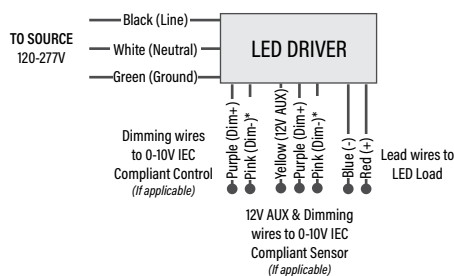 Black (Line)
TO SOURCE
120-277V
White (Neutral)
Green (Ground)
LED DRIVER
Dimming wires
to 0-10V IEC
Compliant Control
(If applicable)
Purple (Dim+)
Pink (Dim-)*
Yellow (12V AUX)
Purple (Dim+)
Pink (Dim-)*
Blue (-)
Red (+)
Lead wires to
LED Load
12V AUX & Dimming
wires to 0-10V IEC
Compliant Sensor
(If applicable)